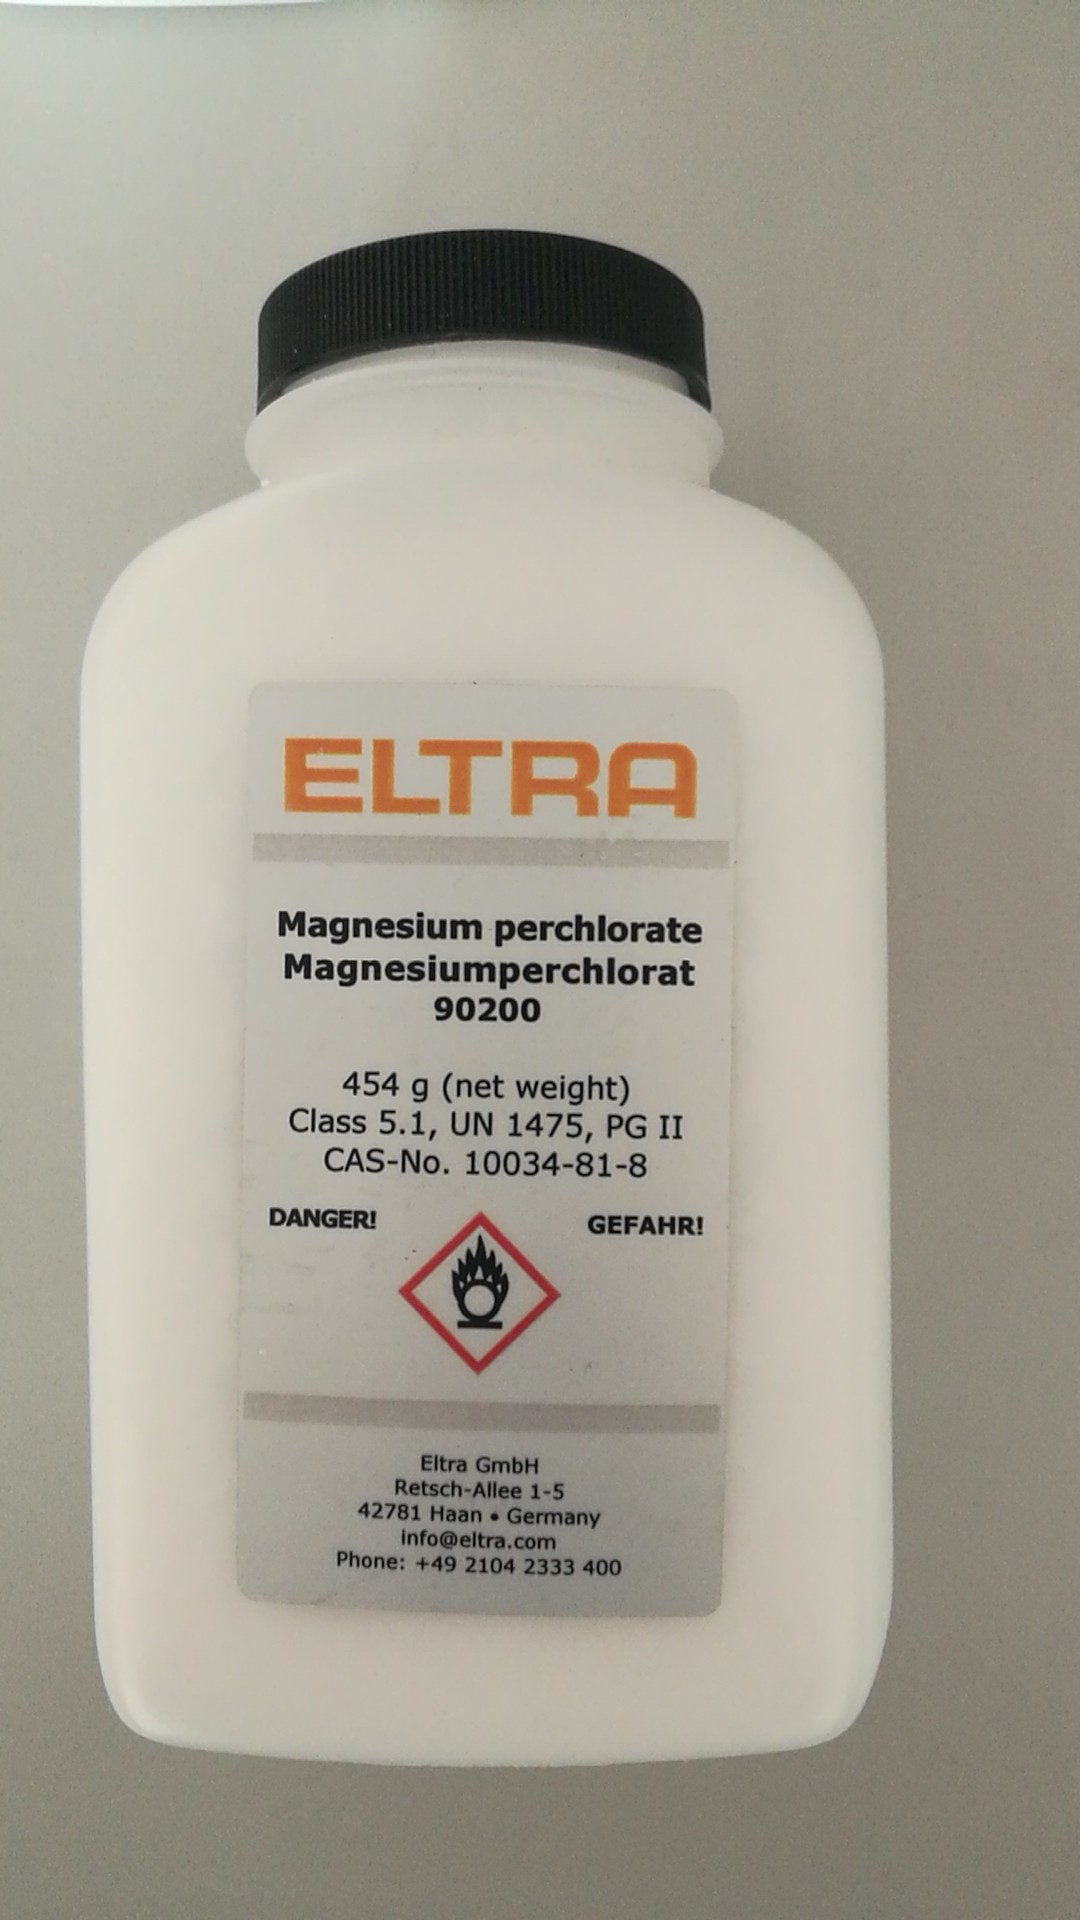 ELTRA
Magnesium perchlorate
Magnesiumperchlorat
90200
454 g (net weight)
Class 5.1, UN 1475, PG II
CAS-No. 10034-81-8
DANGER!
GEFAHR!
Eltra GmbH
Retsch-Allee 1-5
42781 Haan • Germany
info@eltra.com
Phone: +49 2104 2333 400